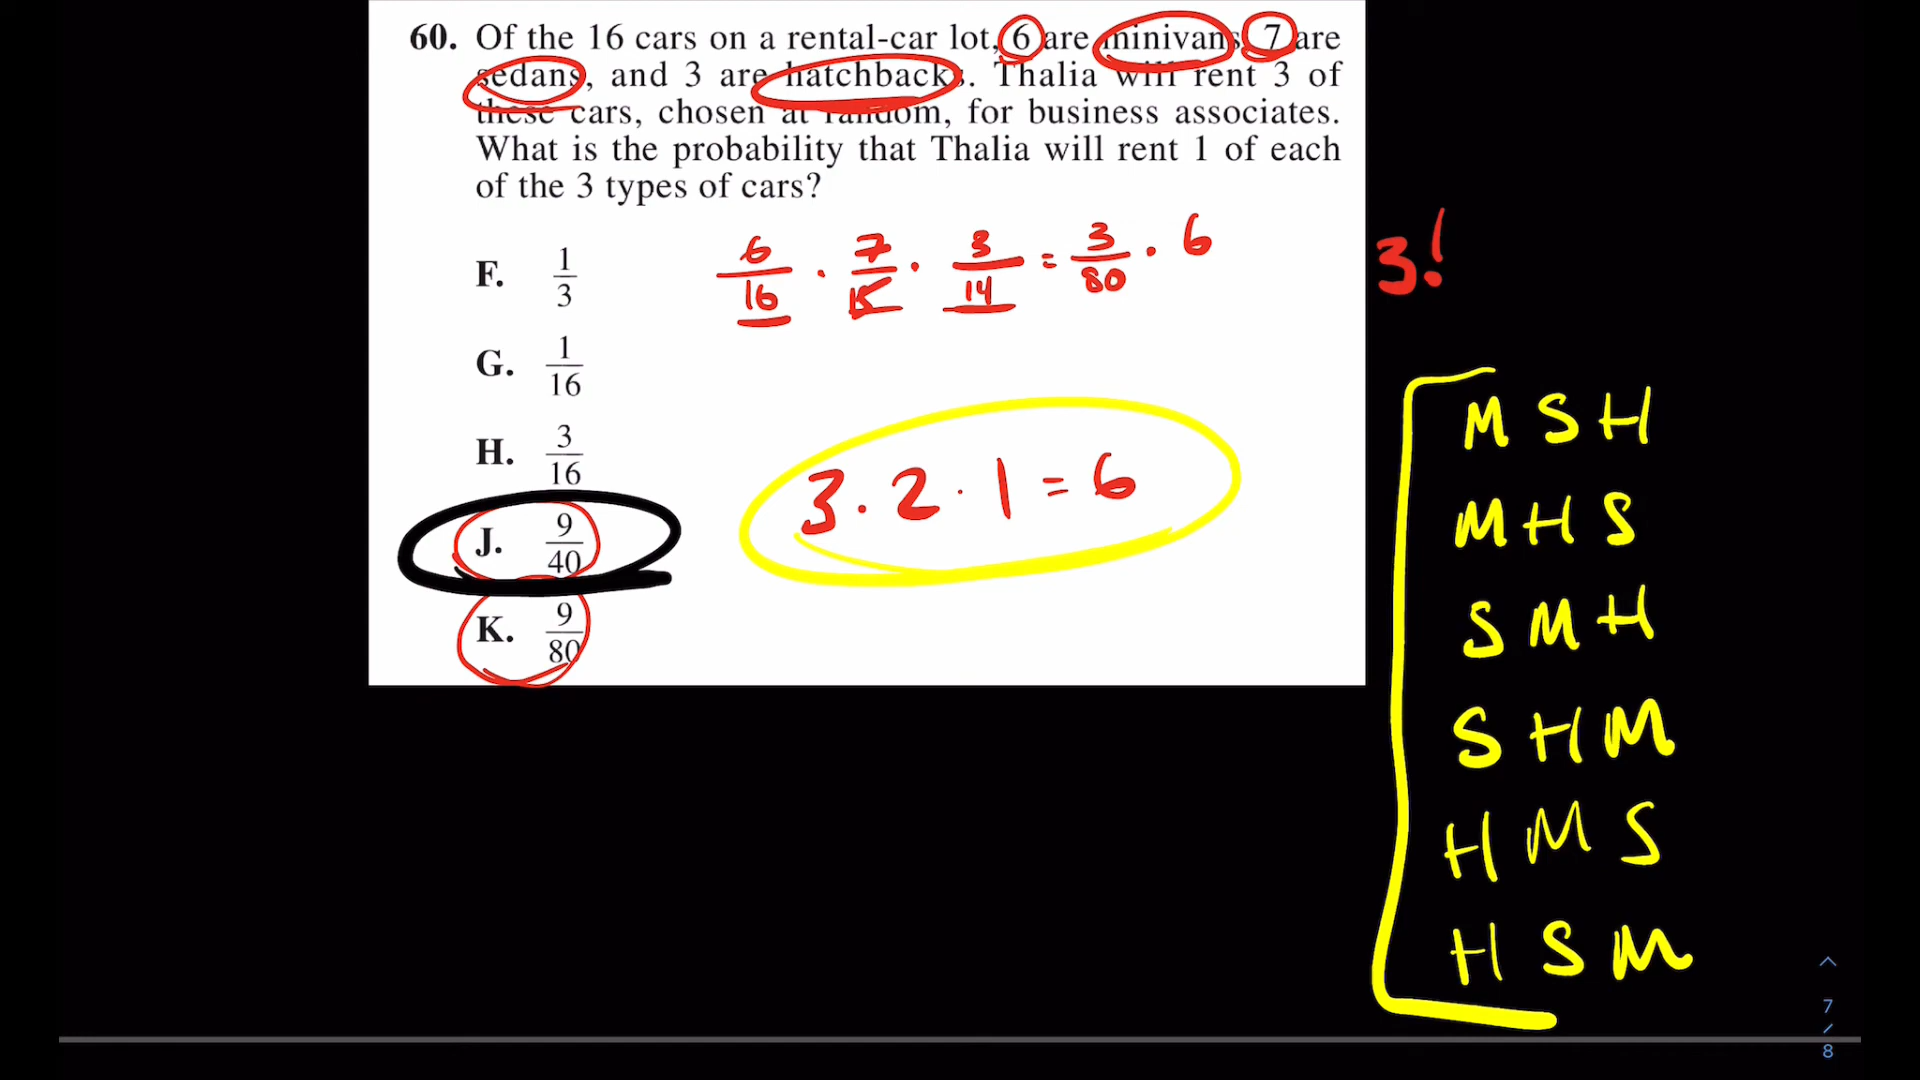 60. Of the 16 cars on a rental-car lot, 6 are minivans, 7 are
sedans, and 3 are hatchbacks. Thalia will rent 3 of
these cars, chosen at random, for business associates.
What is the probability that Thalia will rent 1 of each
of the 3 types of cars?
6/16 · 7/15 · 3/14 = 3/80 · 6
3!
F. 1/3
G. 1/16
H. 3/16
J. 9/40
K. 9/80
3 · 2 · 1 = 6
M S H
M H S
S M H
S H M
H M S
H S M
7
/
8